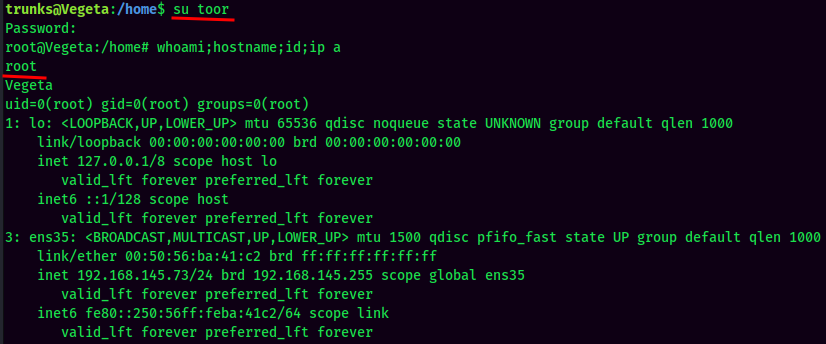 trunks@Vegeta:/home$ su toor
Password:
root@Vegeta:/home# whoami;hostname;id;ip a
root
Vegeta
uid=0(root) gid=0(root) groups=0(root)
1: lo: <LOOPBACK,UP,LOWER_UP> mtu 65536 qdisc noqueue state UNKNOWN group default qlen 1000
    link/loopback 00:00:00:00:00:00 brd 00:00:00:00:00:00
    inet 127.0.0.1/8 scope host lo
       valid_lft forever preferred_lft forever
    inet6 ::1/128 scope host
       valid_lft forever preferred_lft forever
3: ens35: <BROADCAST,MULTICAST,UP,LOWER_UP> mtu 1500 qdisc pfifo_fast state UP group default qlen 1000
    link/ether 00:50:56:ba:41:c2 brd ff:ff:ff:ff:ff:ff
    inet 192.168.145.73/24 brd 192.168.145.255 scope global ens35
       valid_lft forever preferred_lft forever
    inet6 fe80::250:56ff:feba:41c2/64 scope link
       valid_lft forever preferred_lft forever